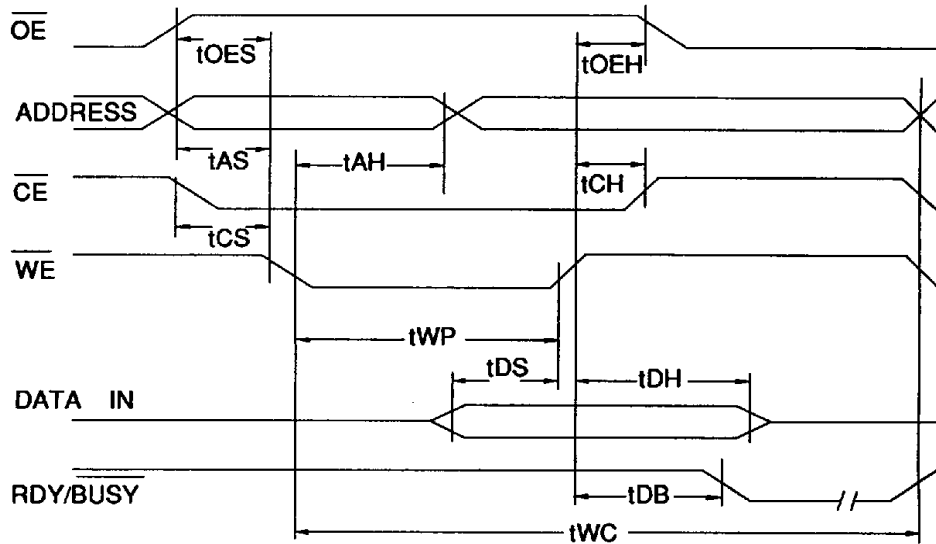 OE
tOES
tOEH
ADDRESS
tAS
tAH
tCH
CE
tCS
WE
tWP
tDS
tDH
DATA IN
RDY/BUSY
tDB
tWC